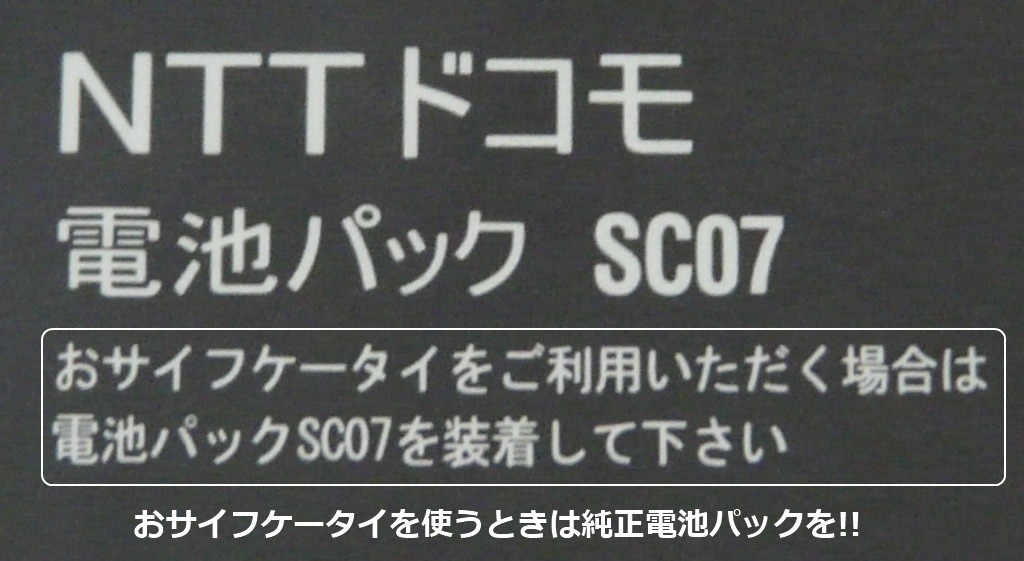 NTTドコモ
電池パック SC07
おサイフケータイをご利用いただく場合は
電池パックSC07を装着して下さい
おサイフケータイを使うときは純正電池パックを!!